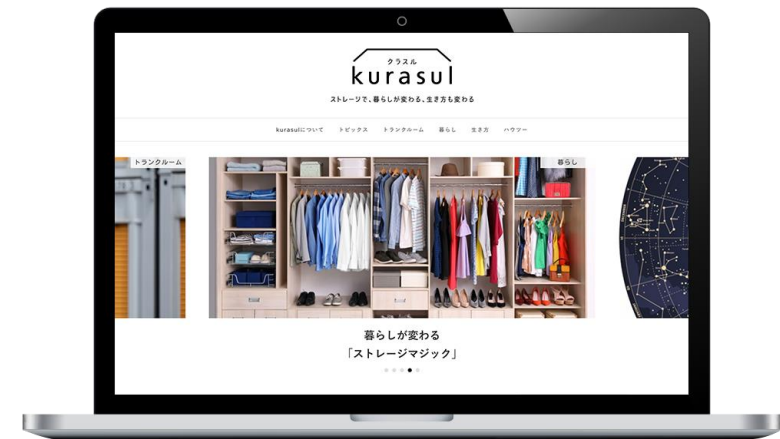 クラスル
kurasul
ストレージで、暮らしが変わる、生き方も変わる
kurasulについて トピックス トランクルーム 暮らし 生き方 ハウツー
トランクルーム
暮らし
暮らしが変わる
「ストレージマジック」